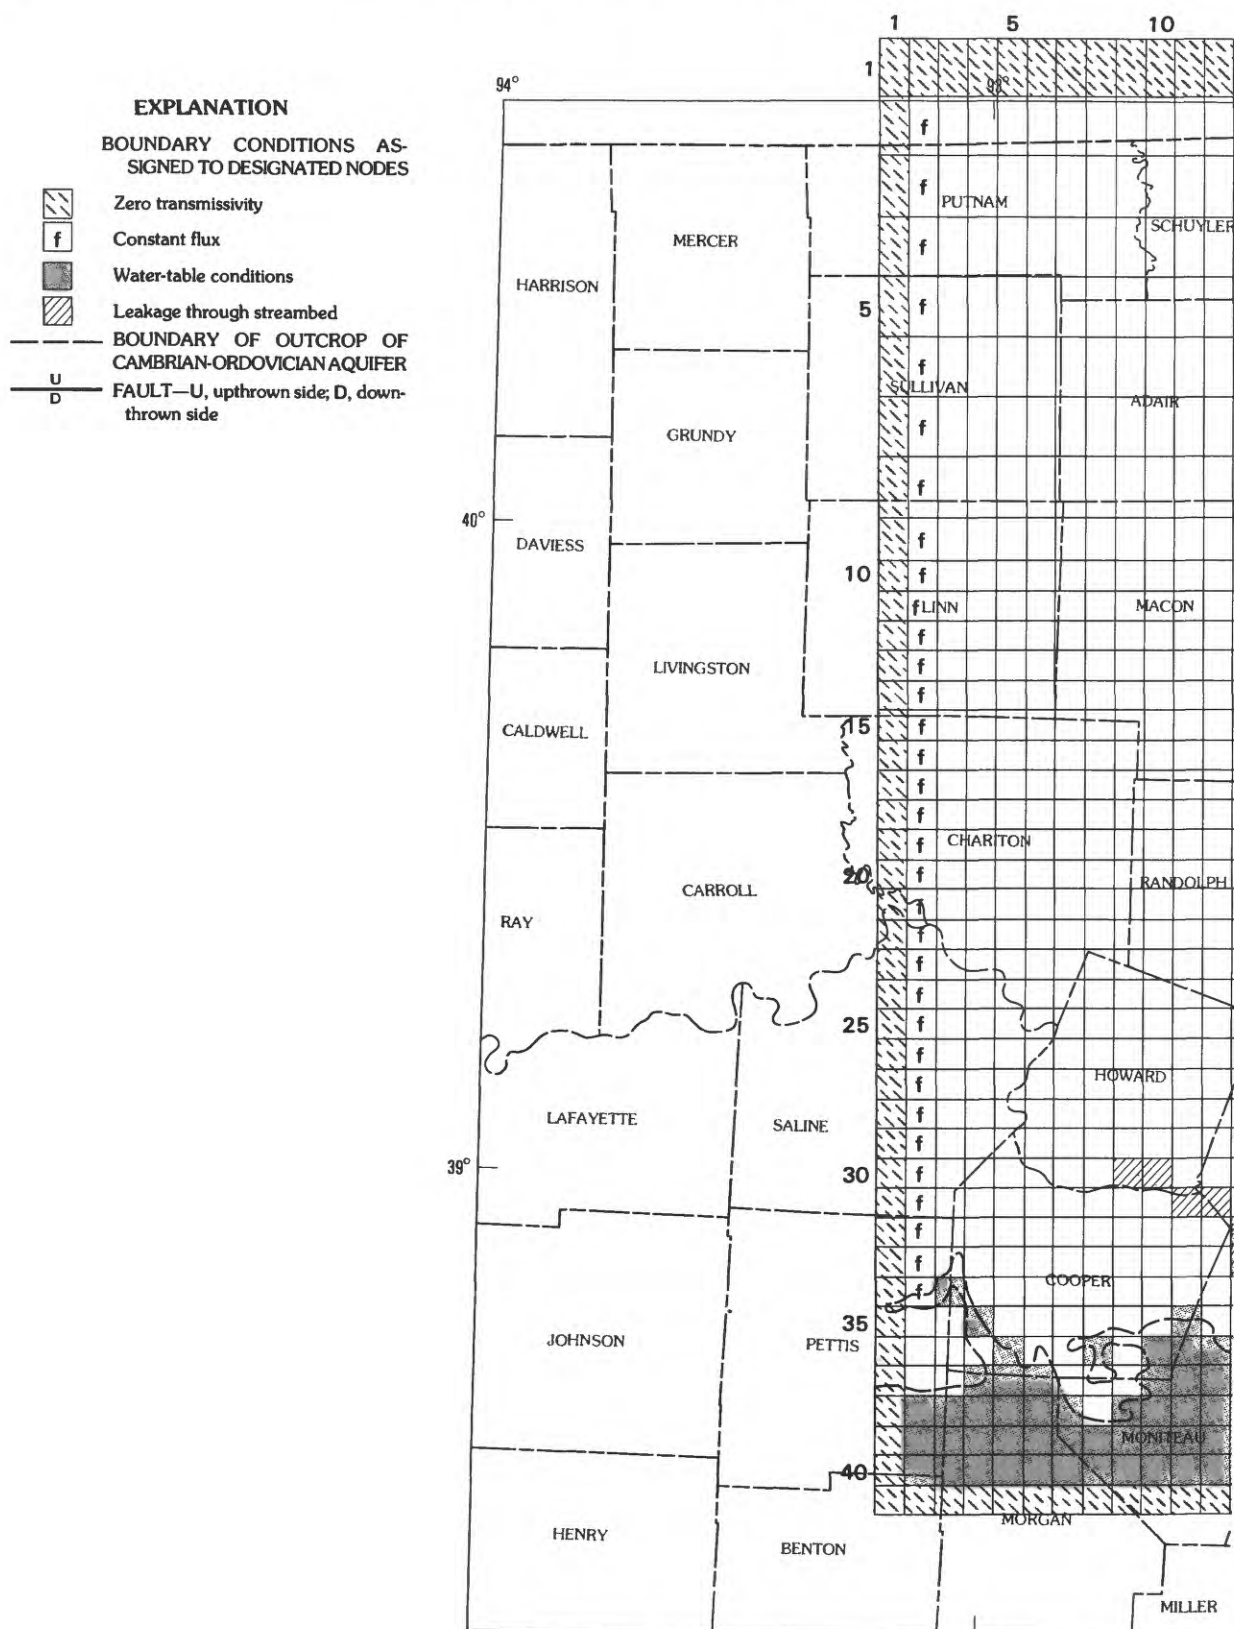 1 5 10
1
94°
93°
EXPLANATION
BOUNDARY CONDITIONS AS-
SIGNED TO DESIGNATED NODES
Zero transmissivity
f Constant flux
Water-table conditions
Leakage through streambed
BOUNDARY OF OUTCROP OF
CAMBRIAN-ORDOVICIAN AQUIFER
U
D
FAULT—U, upthrown side; D, down-
thrown side
f
f
PUTNAM
SCHUYLER
MERCER
f
HARRISON
5
f
f
SULLIVAN
ADAIR
f
GRUNDY
f
40°
f
DAVIESS
10
f
f LINN
MACON
f
f
LIVINGSTON
f
15
f
CALDWELL
f
f
f
f
CHARITON
20
f
RANDOLPH
CARROLL
f
RAY
f
f
f
25
f
f
HOWARD
f
f
LAFAYETTE
SALINE
f
39°
30
f
f
f
f
COOPER
f
35
JOHNSON
PETTIS
MONITEAU
40
MORGAN
HENRY
BENTON
MILLER